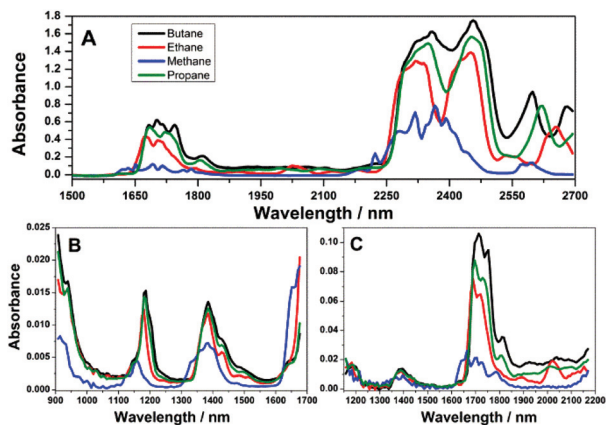 A
Butane
Ethane
Methane
Propane
Absorbance
1.8
1.6
1.4
1.2
1.0
0.8
0.6
0.4
0.2
0.0
1500 1650 1800 1950 2100 2250 2400 2550 2700
Wavelength / nm
B
Absorbance
0.025
0.020
0.015
0.010
0.005
0.000
900 1000 1100 1200 1300 1400 1500 1600 1700
Wavelength / nm
C
0.10
0.08
0.06
0.04
0.02
0.00
1200 1300 1400 1500 1600 1700 1800 1900 2000 2100 2200
Wavelength / nm